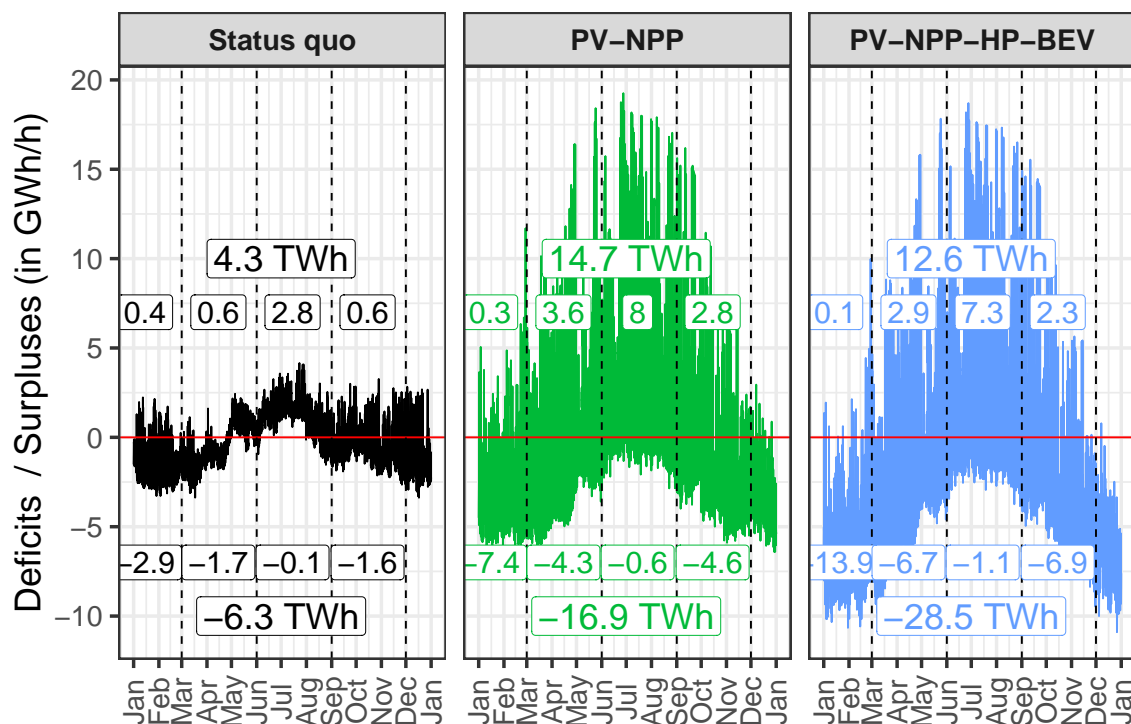 Status quo
PV−NPP
PV−NPP−HP−BEV
Deficits / Surpluses (in GWh/h)
20
15
10
5
0
−5
−10
4.3 TWh
0.4
0.6
2.8
0.6
−2.9
−1.7
−0.1
−1.6
−6.3 TWh
14.7 TWh
0.3
3.6
8
2.8
−7.4
−4.3
−0.6
−4.6
−16.9 TWh
12.6 TWh
0.1
2.9
7.3
2.3
−13.9
−6.7
−1.1
−6.9
−28.5 TWh
Jan
Feb
Mar
Apr
May
Jun
Jul
Aug
Sep
Oct
Nov
Dec
Jan
Jan
Feb
Mar
Apr
May
Jun
Jul
Aug
Sep
Oct
Nov
Dec
Jan
Jan
Feb
Mar
Apr
May
Jun
Jul
Aug
Sep
Oct
Nov
Dec
Jan